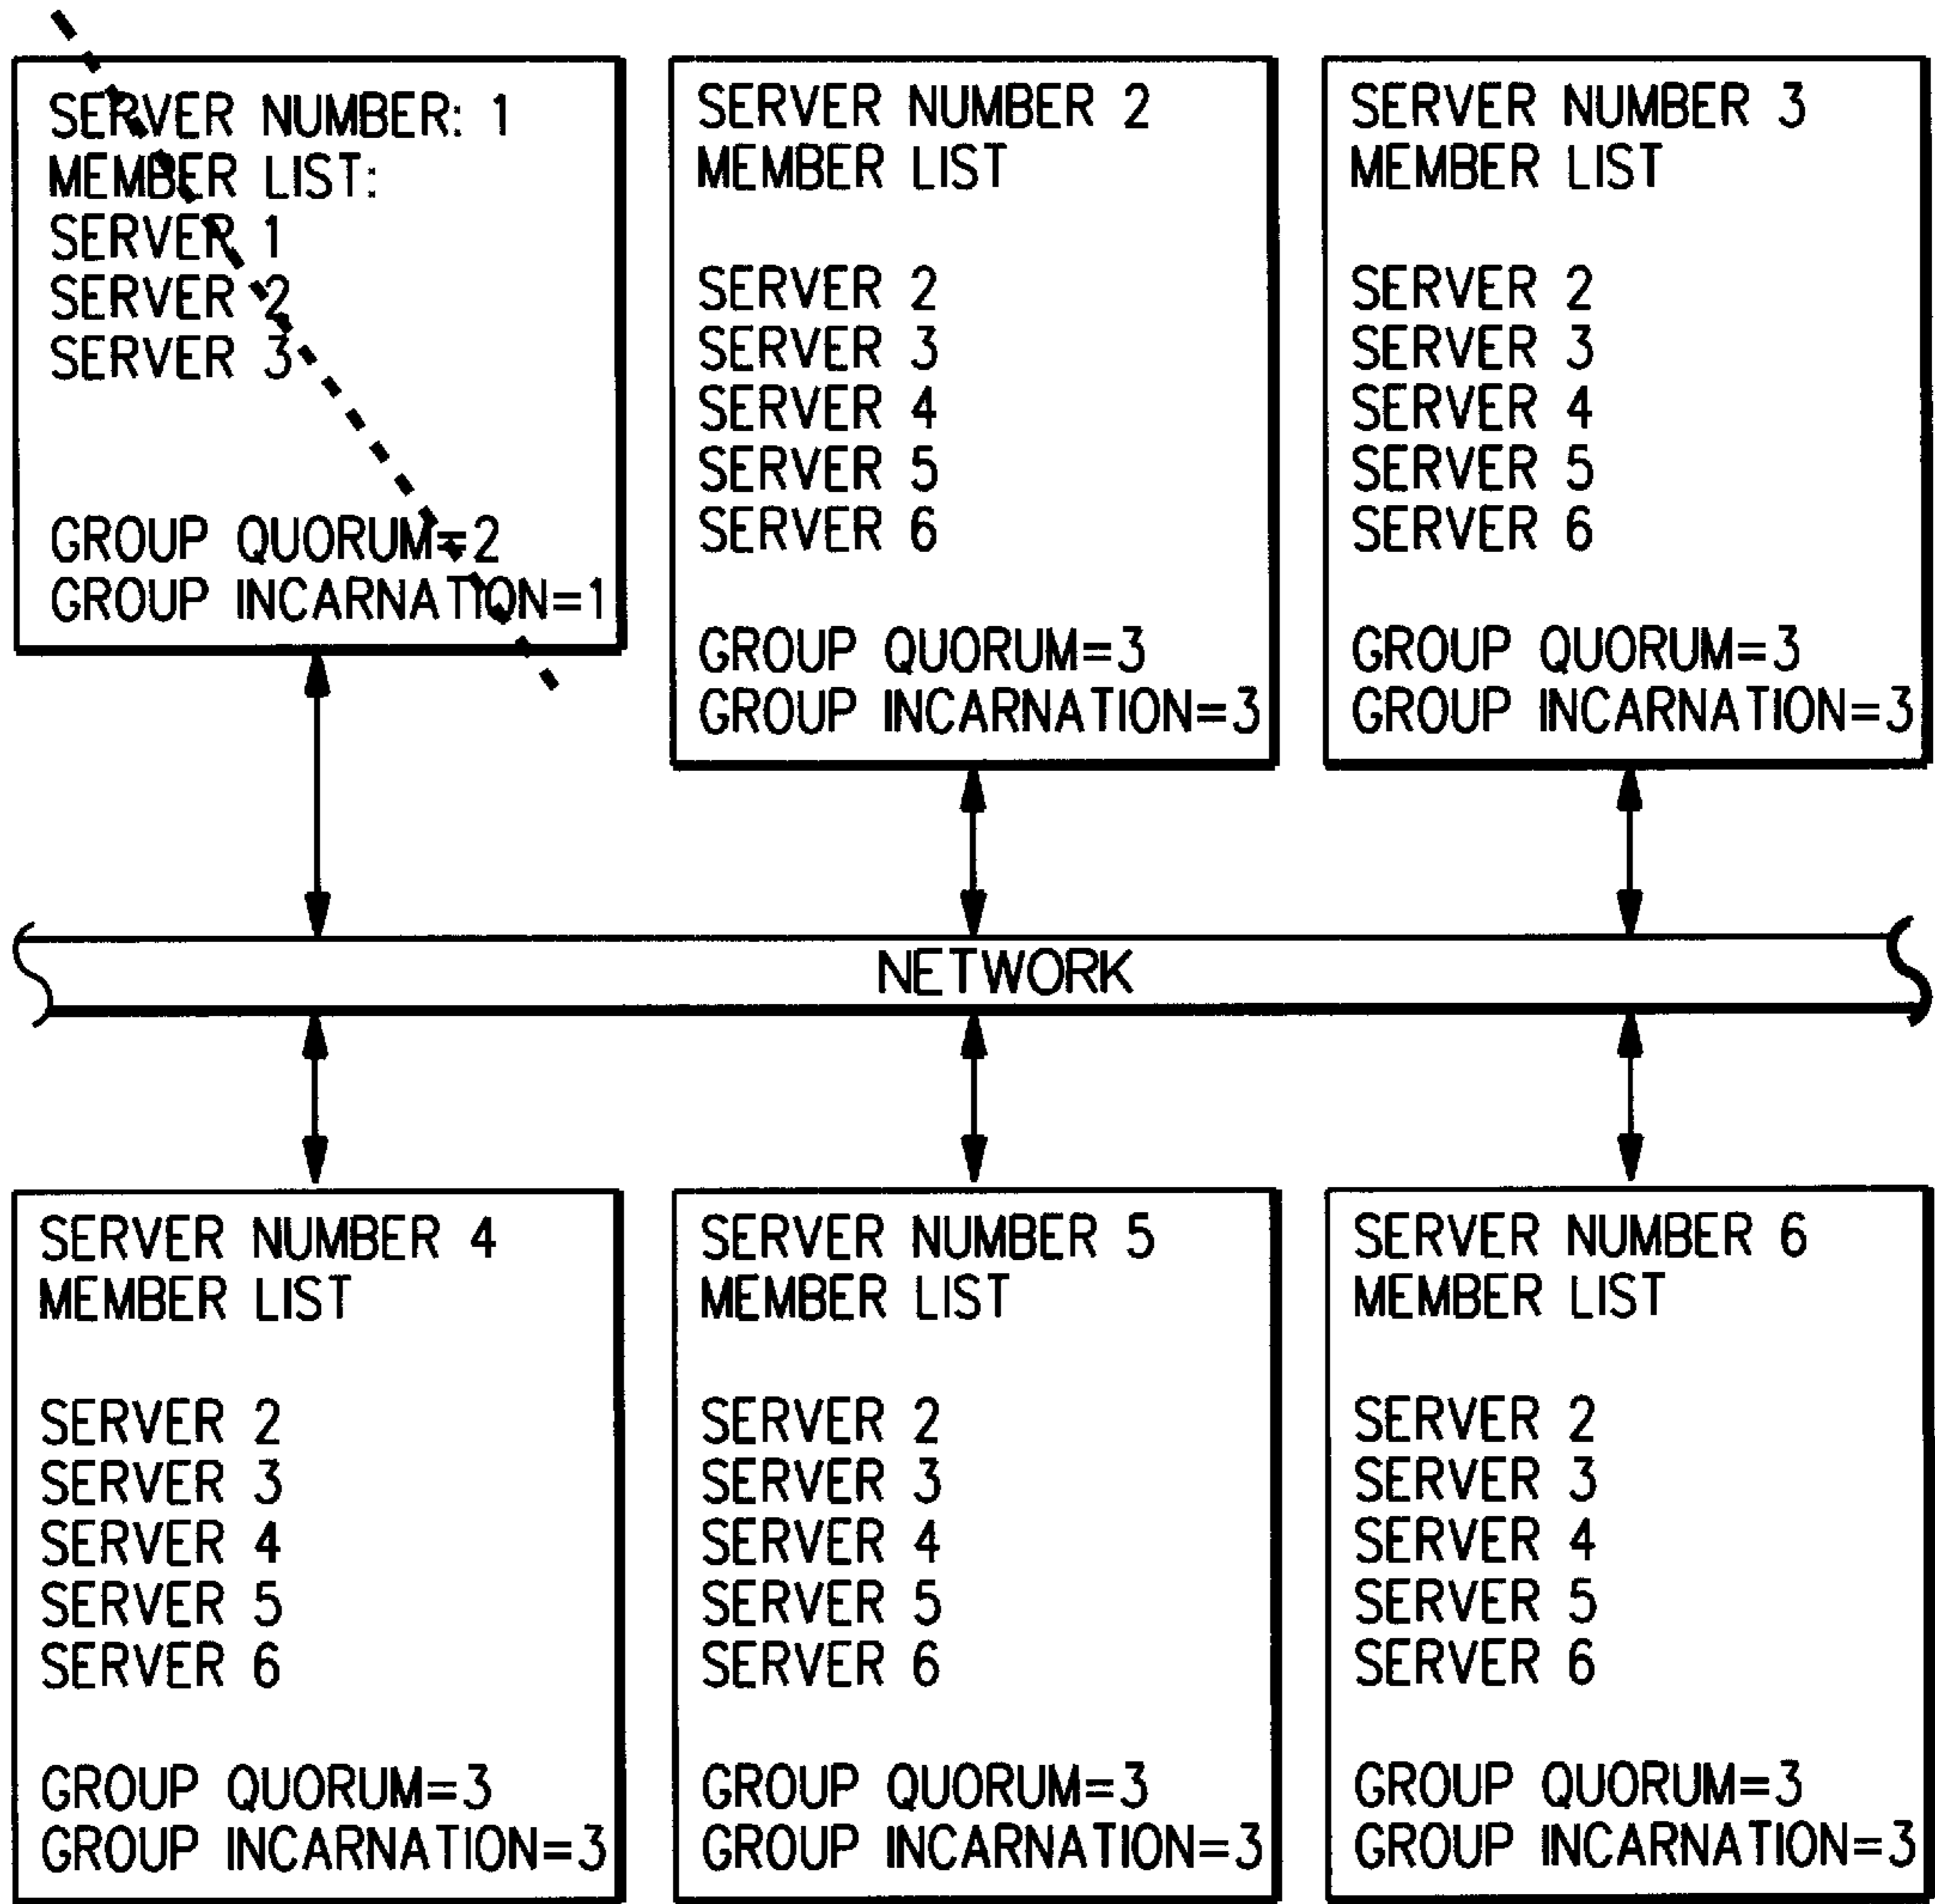 SERVER NUMBER: 1
MEMBER LIST:
SERVER 1
SERVER 2
SERVER 3
GROUP QUORUM=2
GROUP INCARNATION=1
SERVER NUMBER 2
MEMBER LIST
SERVER 2
SERVER 3
SERVER 4
SERVER 5
SERVER 6
GROUP QUORUM=3
GROUP INCARNATION=3
SERVER NUMBER 3
MEMBER LIST
SERVER 2
SERVER 3
SERVER 4
SERVER 5
SERVER 6
GROUP QUORUM=3
GROUP INCARNATION=3
NETWORK
SERVER NUMBER 4
MEMBER LIST
SERVER 2
SERVER 3
SERVER 4
SERVER 5
SERVER 6
GROUP QUORUM=3
GROUP INCARNATION=3
SERVER NUMBER 5
MEMBER LIST
SERVER 2
SERVER 3
SERVER 4
SERVER 5
SERVER 6
GROUP QUORUM=3
GROUP INCARNATION=3
SERVER NUMBER 6
MEMBER LIST
SERVER 2
SERVER 3
SERVER 4
SERVER 5
SERVER 6
GROUP QUORUM=3
GROUP INCARNATION=3